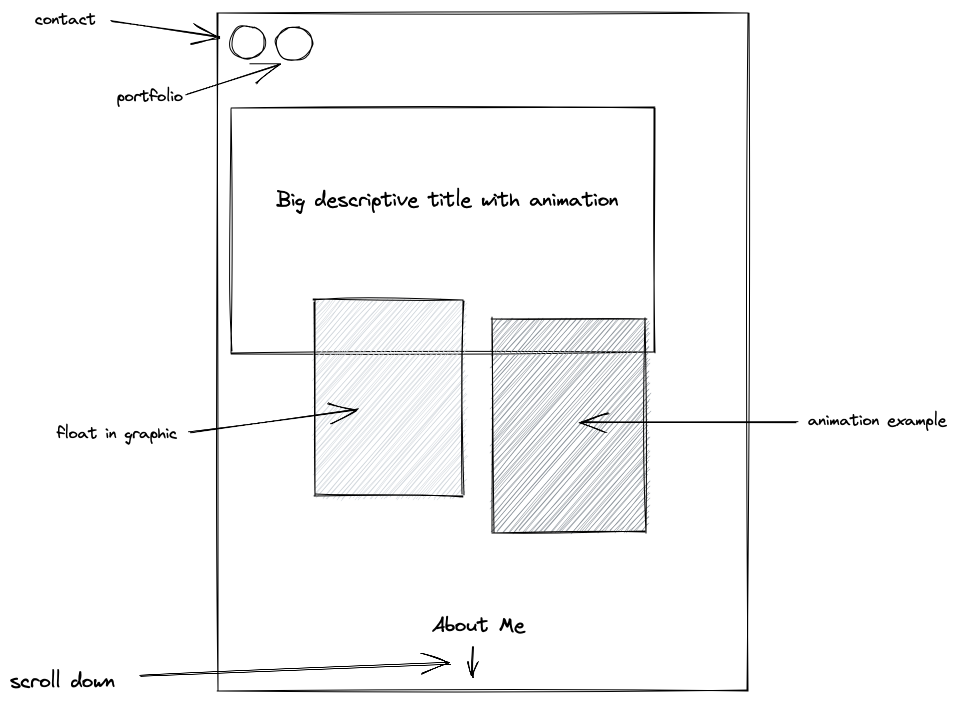 contact
portfolio
Big descriptive title with animation
float in graphic
animation example
About Me
scroll down